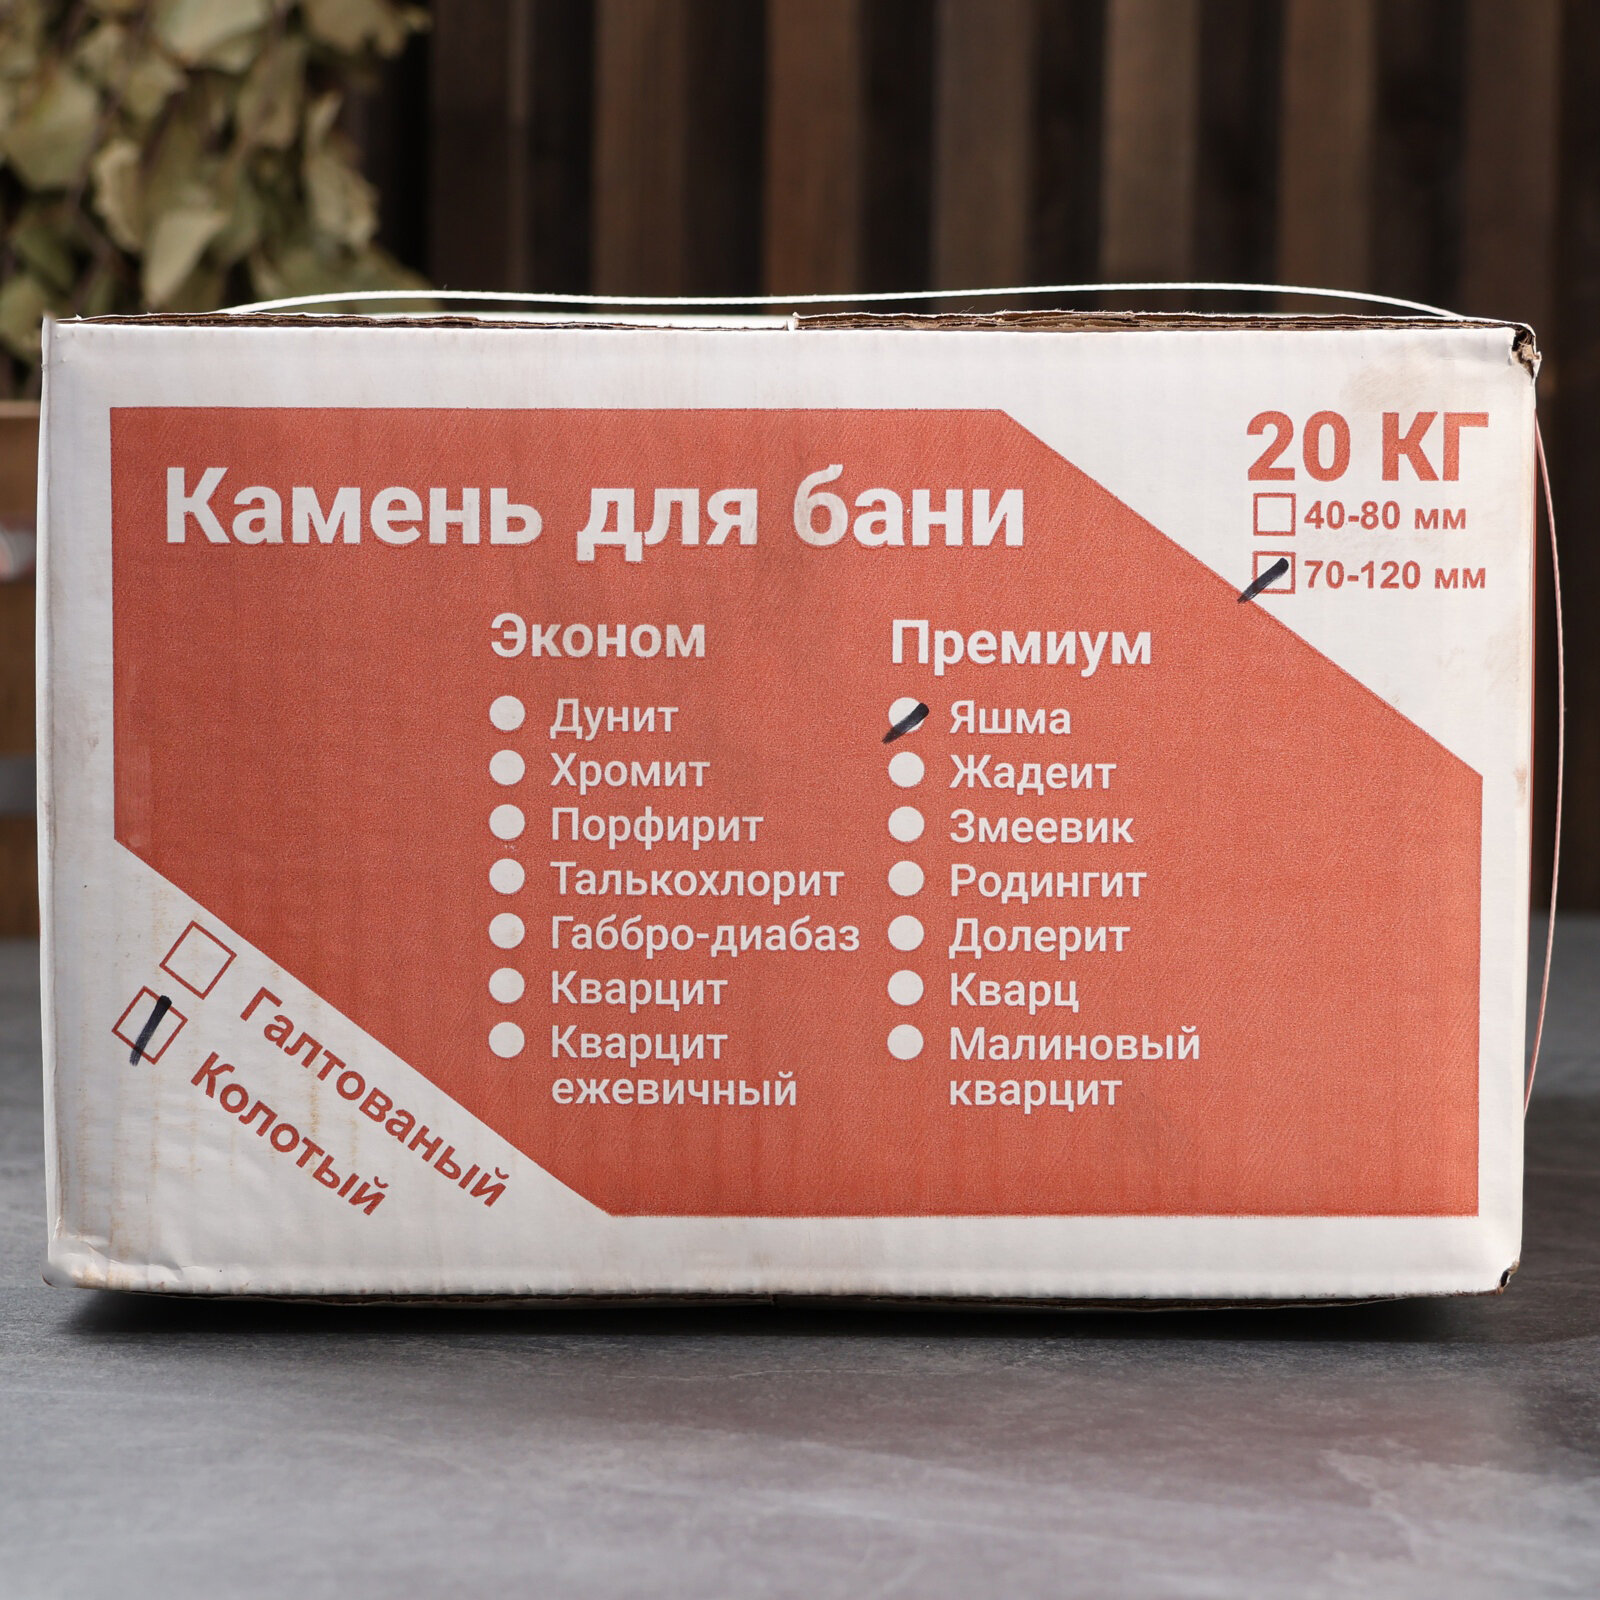 Камень для бани
20 КГ
40-80 мм
70-120 мм
Эконом
Дунит
Хромит
Порфирит
Талькохлорит
Габбро-диабаз
Кварцит
Кварцит
ежевичный
Премиум
Яшма
Жадеит
Змеевик
Родингит
Долерит
Кварц
Малиновый
кварцит
Галтованый
Колотый